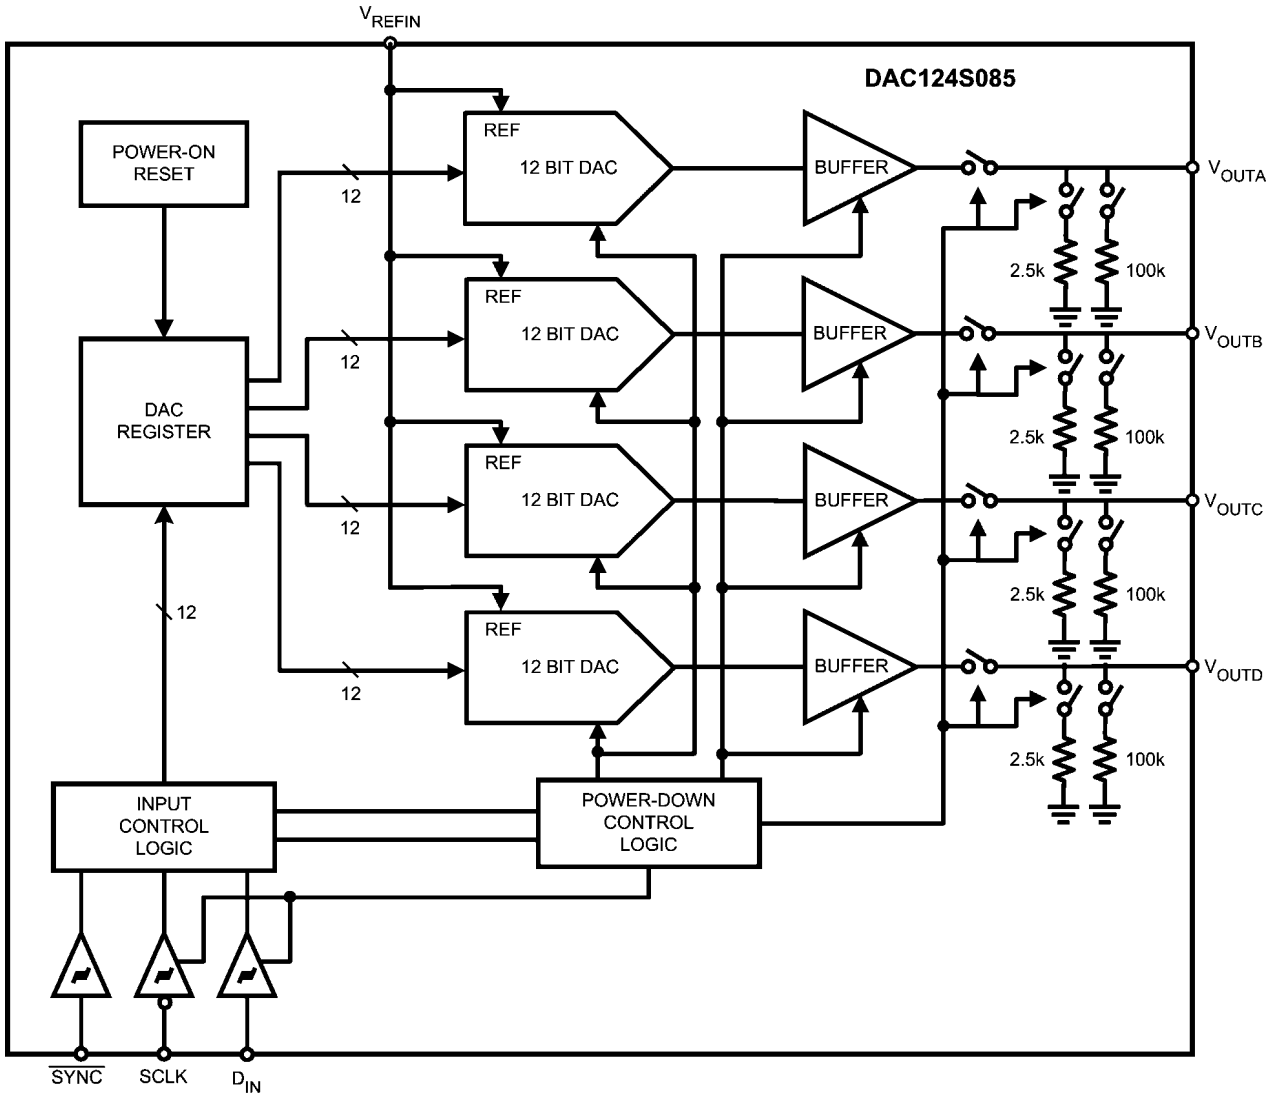 VREFIN
DAC124S085
POWER-ON
RESET
REF
12 BIT DAC
BUFFER
VOUTA
12
2.5k
100k
REF
12 BIT DAC
BUFFER
VOUTB
12
2.5k
100k
DAC
REGISTER
REF
12 BIT DAC
BUFFER
VOUTC
12
2.5k
100k
12
REF
12 BIT DAC
BUFFER
VOUTD
12
2.5k
100k
INPUT
CONTROL
LOGIC
POWER-DOWN
CONTROL
LOGIC
SYNC
SCLK
DIN